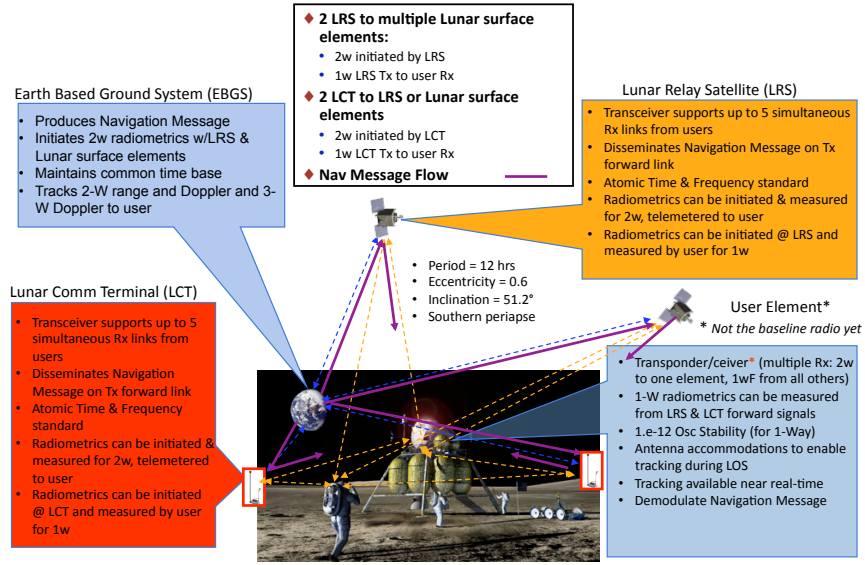 2 LRS to multiple Lunar surface
elements:
2w initiated by LRS
1w LRS Tx to user Rx
2 LCT to LRS or Lunar surface
elements
2w initiated by LCT
1w LCT Tx to user Rx
Nav Message Flow
Earth Based Ground System (EBGS)
Produces Navigation Message
Initiates 2w radiometrics w/LRS &
Lunar surface elements
Maintains common time base
Tracks 2-W range and Doppler and 3-
W Doppler to user
Lunar Relay Satellite (LRS)
Transceiver supports up to 5 simultaneous
Rx links from users
Disseminates Navigation Message on Tx
forward link
Atomic Time & Frequency standard
Radiometrics can be initiated & measured
for 2w, telemetered to user
Radiometrics can be initiated @ LRS and
measured by user for 1w
Period = 12 hrs
Eccentricity = 0.6
Inclination = 51.2°
Southern periapse
Lunar Comm Terminal (LCT)
Transceiver supports up to 5
simultaneous Rx links from
users
Disseminates Navigation
Message on Tx forward link
Atomic Time & Frequency
standard
Radiometrics can be initiated &
measured for 2w, telemetered
to user
Radiometrics can be initiated
@ LCT and measured by user
for 1w
User Element*
* Not the baseline radio yet
Transponder/ceiver* (multiple Rx: 2w
to one element, 1wF from all others)
1-W radiometrics can be measured
from LRS & LCT forward signals
1.e-12 Osc Stability (for 1-Way)
Antenna accommodations to enable
tracking during LOS
Tracking available near real-time
Demodulate Navigation Message